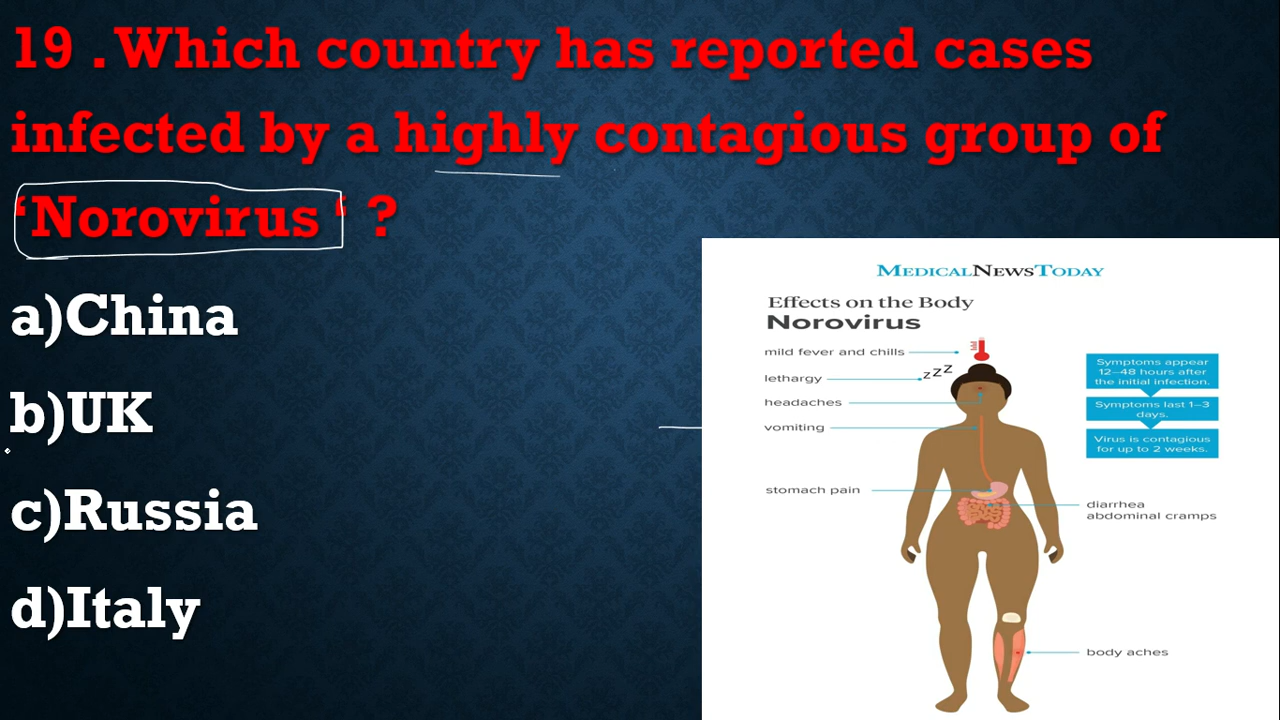 19 . Which country has reported cases
infected by a highly contagious group of
‘Norovirus ‘ ?
a)China
b)UK
c)Russia
d)Italy
MEDICALNEWSTODAY
Effects on the Body
Norovirus
mild fever and chills
lethargy
zzz
headaches
vomiting
stomach pain
Symptoms appear
12–48 hours after
the initial infection.
Symptoms last 1–3
days.
Virus is contagious
for up to 2 weeks.
diarrhea
abdominal cramps
body aches